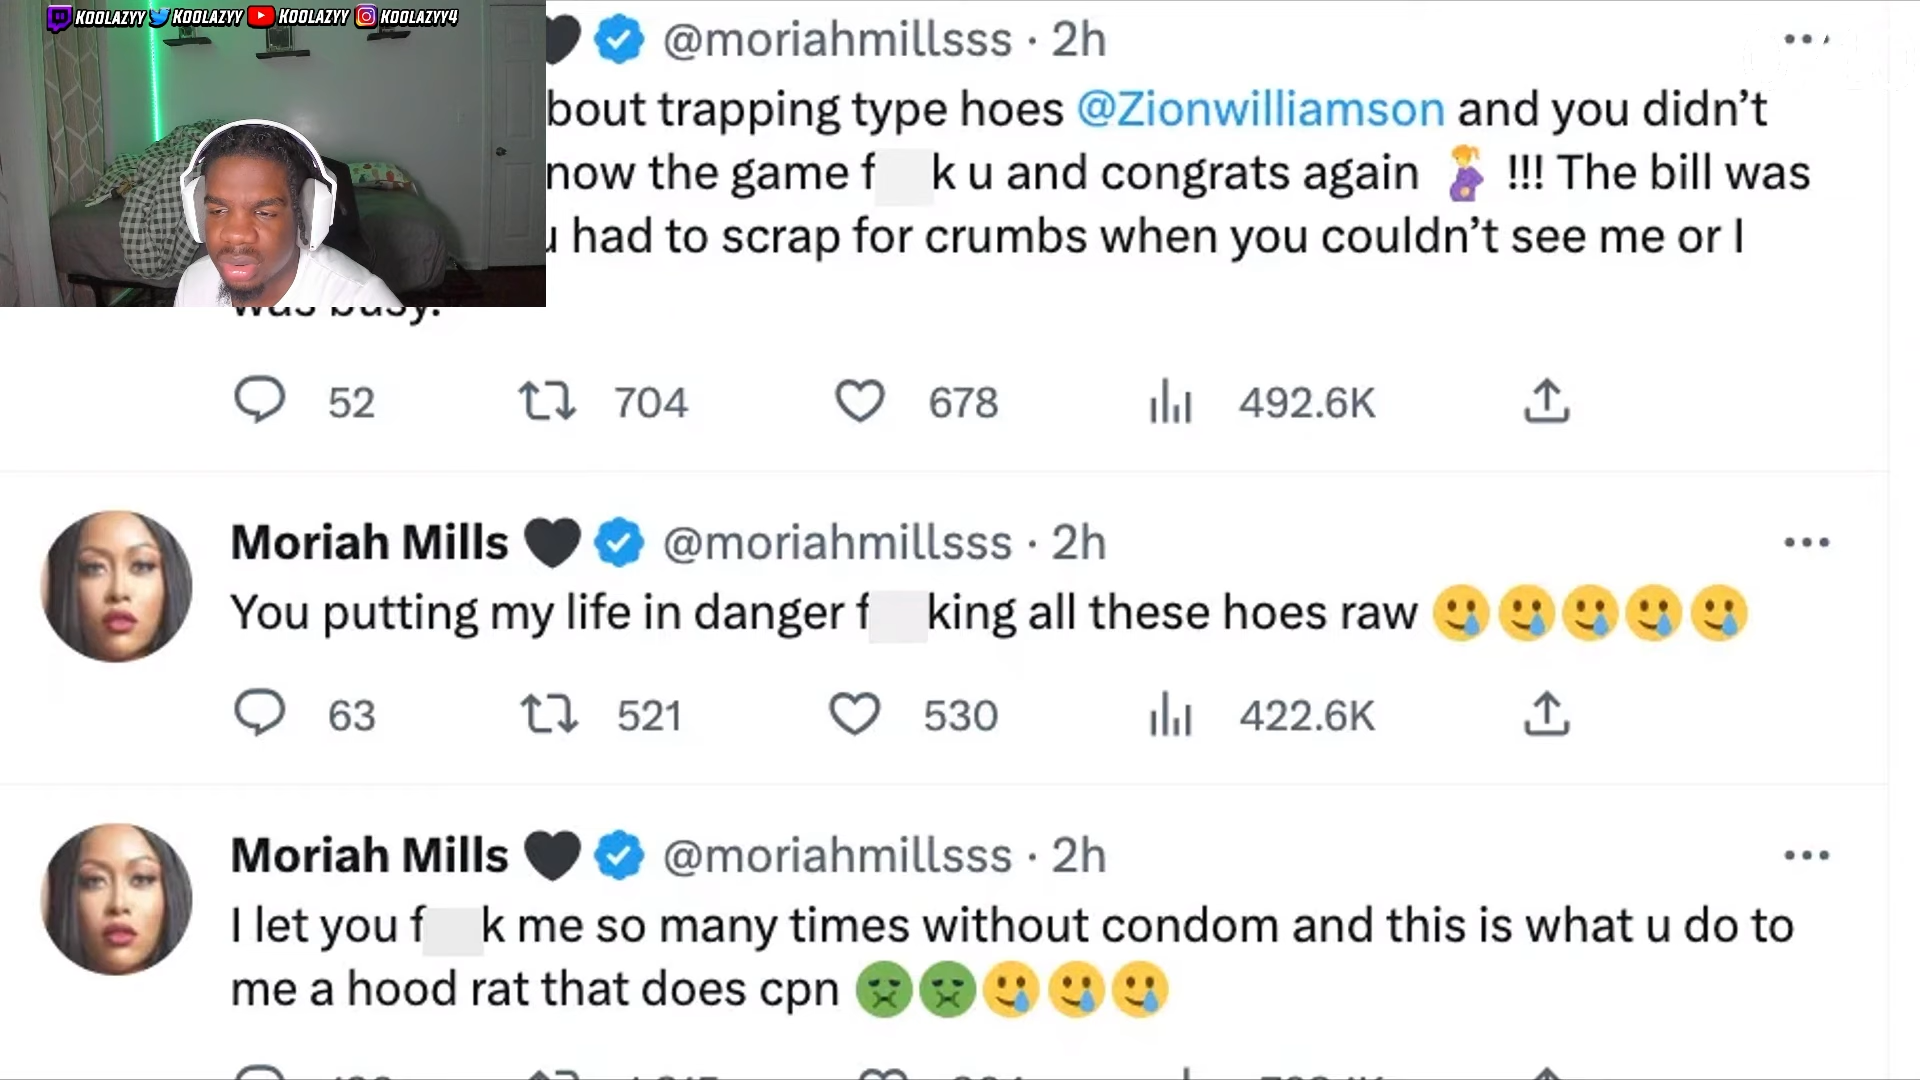 KOOLAZYY KOOLAZYY KOOLAZYY KOOLAZYY4
@moriahmillsss · 2h
bout trapping type hoes @Zionwilliamson and you didn't
now the game f k u and congrats again !!! The bill was
u had to scrap for crumbs when you couldn't see me or I
was busy.
52 704 678 492.6K
Moriah Mills @moriahmillsss · 2h
You putting my life in danger f king all these hoes raw
63 521 530 422.6K
Moriah Mills @moriahmillsss · 2h
I let you f k me so many times without condom and this is what u do to
me a hood rat that does cpn